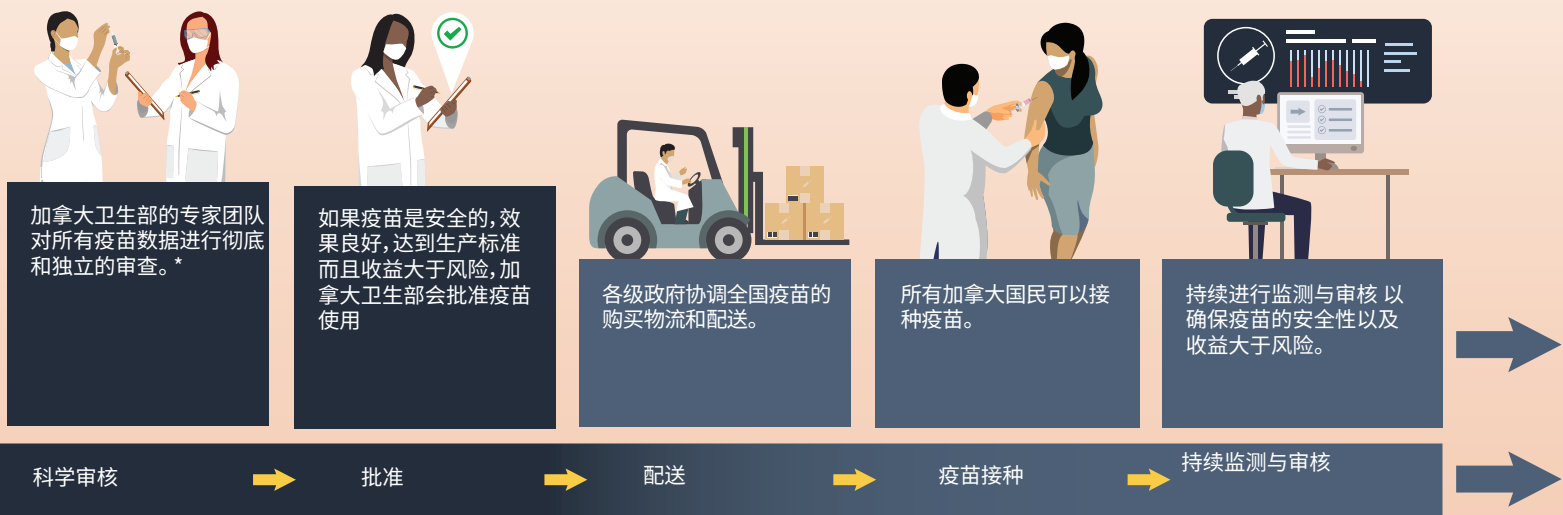 加拿大卫生部的专家团队
对所有疫苗数据进行彻底
和独立的审查。*
如果疫苗是安全的，效
果良好，达到生产标准
而且收益大于风险，加
拿大卫生部会批准疫苗
使用
各级政府协调全国疫苗的
购买物流和配送。
所有加拿大国民可以接
种疫苗。
持续进行监测与审核 以
确保疫苗的安全性以及
收益大于风险。
科学审核
批准
配送
疫苗接种
持续监测与审核